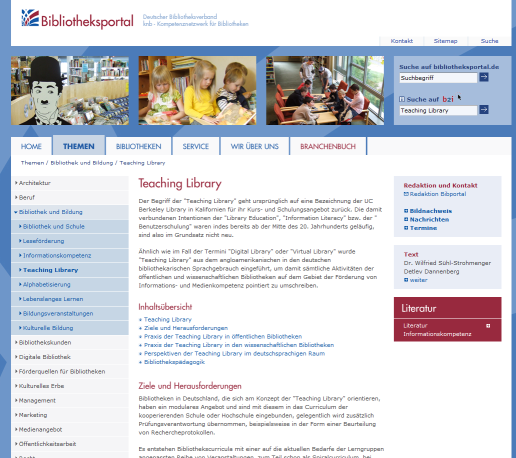 Bibliotheksportal
Deutscher Bibliotheksverband
knb - Kompetenznetzwerk für Bibliotheken
Kontakt Sitemap Suche
Suche auf bibliotheksportal.de
Suchbegriff
Suche auf bzi
Teaching Library
HOME THEMEN BIBLIOTHEKEN SERVICE WIR ÜBER UNS BRANCHENBUCH
Themen / Bibliothek und Bildung / Teaching Library
Architektur
Beruf
Bibliothek und Bildung
Bibliothek und Schule
Leseförderung
Informationskompetenz
Teaching Library
Alphabetisierung
Lebenslanges Lernen
Bildungsveranstaltungen
Kulturelle Bildung
Bibliothekskunden
Digitale Bibliothek
Förderquellen für Bibliotheken
Kulturelles Erbe
Management
Marketing
Medienangebot
Öffentlichkeitsarbeit
Teaching Library
Der Begriff der "Teaching Library" geht ursprünglich auf eine Bezeichnung der UC
Berkeley Library in Kalifornien für ihr Kurs- und Schulungsangebot zurück. Die damit
verbundenen Intentionen der "Library Education", "Information Literacy" bzw. der "
Benutzerschulung" waren indes bereits ab der Mitte des 20. Jahrhunderts geläufig,
sind also im Grundsatz nicht neu.
Ähnlich wie im Fall der Termini "Digital Library" oder "Virtual Library" wurde
"Teaching Library" aus dem angloamerikanischen in den deutschen
bibliothekarischen Sprachgebrauch eingeführt, um damit sämtliche Aktivitäten der
öffentlichen und wissenschaftlichen Bibliotheken auf dem Gebiet der Förderung von
Informations- und Medienkompetenz pointiert zu umschreiben.
Inhaltsübersicht
Teaching Library
Ziele und Herausforderungen
Praxis der Teaching Library in öffentlichen Bibliotheken
Praxis der Teaching Library in den wissenschaftlichen Bibliotheken
Perspektiven der Teaching Library im deutschsprachigen Raum
Bibliothekspädagogik
Ziele und Herausforderungen
Bibliotheken in Deutschland, die sich am Konzept der "Teaching Library" orientieren,
haben ein modulares Angebot und sind mit diesem in das Curriculum der
kooperierenden Schule oder Hochschule eingebunden, gelegentlich wird zusätzlich
Prüfungsverantwortung übernommen, beispielsweise in der Form einer Beurteilung
von Rechercheprotokollen.
Es entstehen Bibliothekscurricula mit einer auf die aktuellen Bedarfe der Lerngruppen
angepassten Reihe von Veranstaltungen, zum Teil schon als Spiralcurriculum, bei
Redaktion und Kontakt
Redaktion Bibportal
Bildnachweis
Nachrichten
Termine
Text
Dr. Wilfried Sühl-Strohmenger
Detlev Dannenberg
weiter
Literatur
Literatur
Informationskompetenz